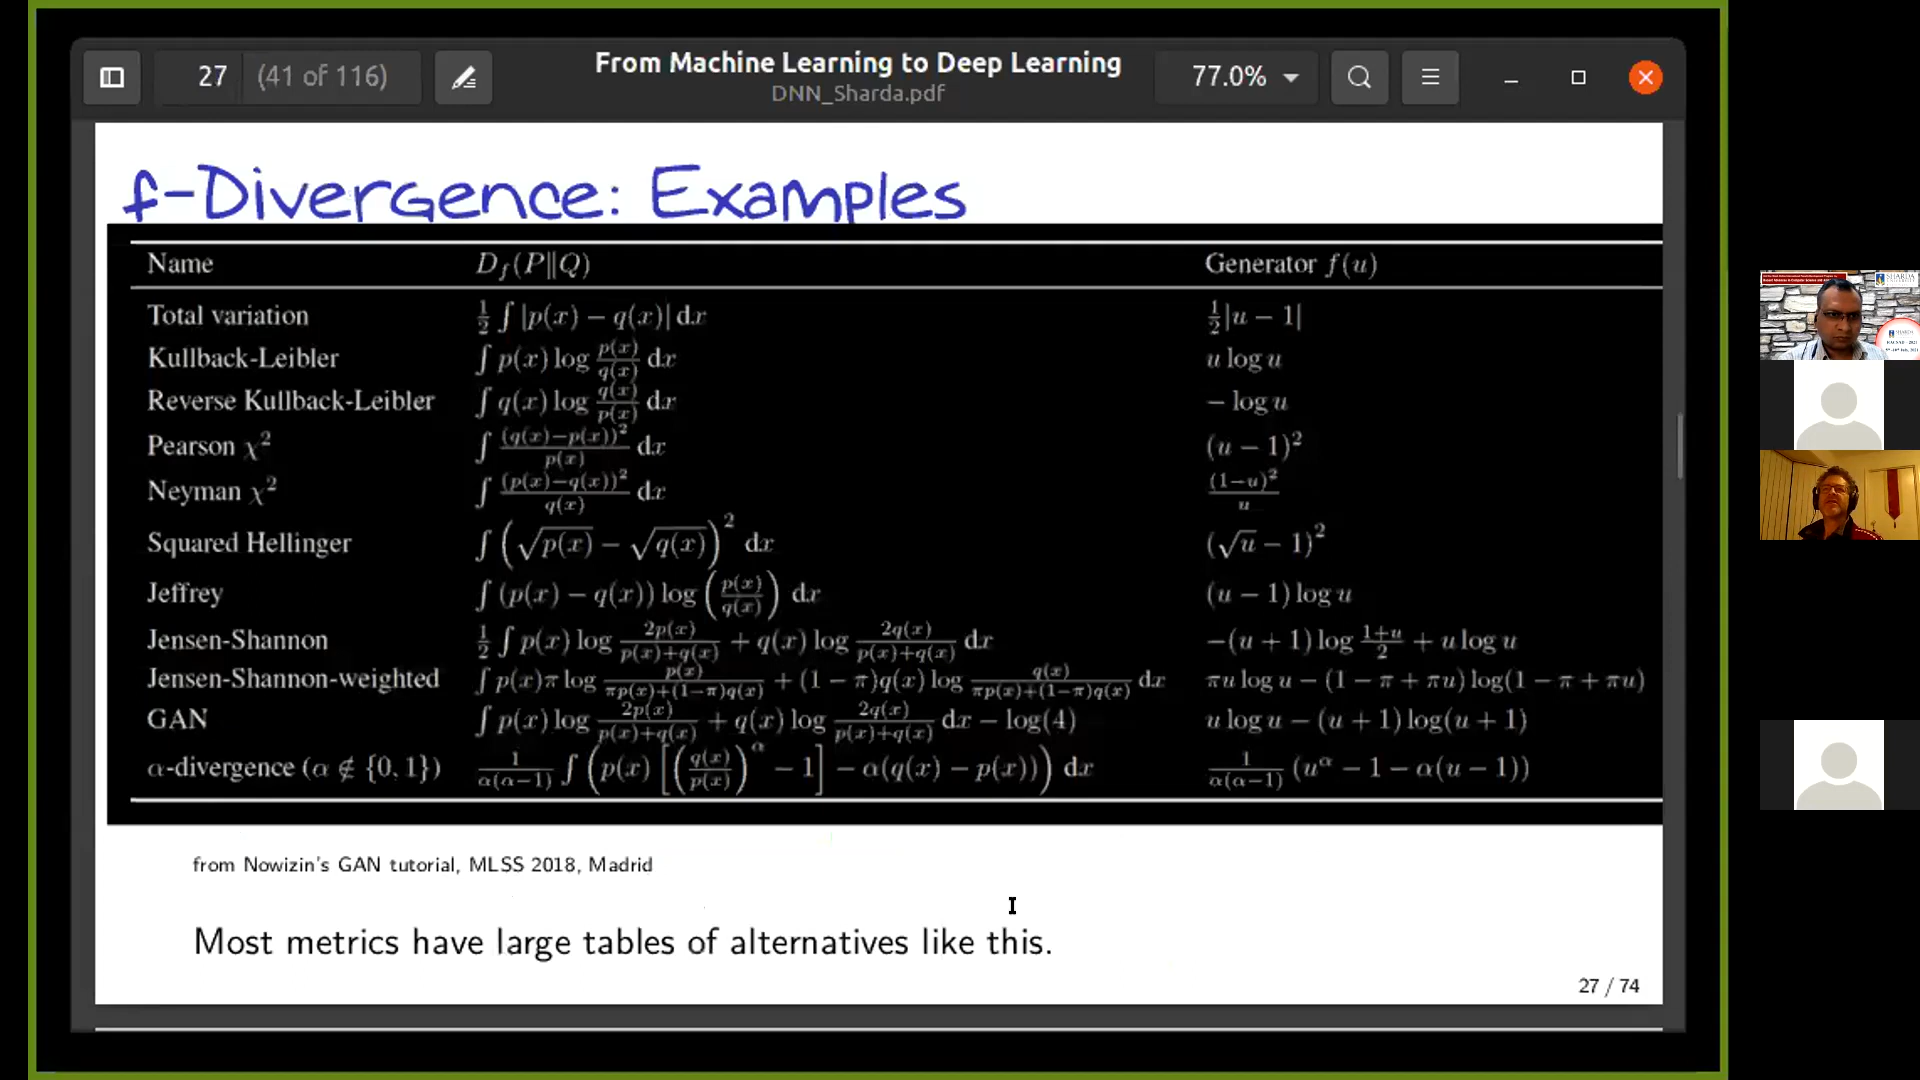 27 (41 of 116)
From Machine Learning to Deep Learning
DNN_Sharda.pdf
77.0%
f-Divergence: Examples
Name D_f(P‖Q) Generator f(u)
Total variation ½ ∫ |p(x) − q(x)| dx ½|u − 1|
Kullback-Leibler ∫ p(x) log p(x)/q(x) dx u log u
Reverse Kullback-Leibler ∫ q(x) log q(x)/p(x) dx − log u
Pearson χ² ∫ (q(x)−p(x))²/p(x) dx (u − 1)²
Neyman χ² ∫ (p(x)−q(x))²/q(x) dx (1−u)²/u
Squared Hellinger ∫ (√p(x) − √q(x))² dx (√u − 1)²
Jeffrey ∫ (p(x) − q(x)) log (p(x)/q(x)) dx (u − 1) log u
Jensen-Shannon ½ ∫ p(x) log 2p(x)/(p(x)+q(x)) + q(x) log 2q(x)/(p(x)+q(x)) dx −(u + 1) log (1+u)/2 + u log u
Jensen-Shannon-weighted ∫ p(x)π log p(x)/(πp(x)+(1−π)q(x)) + (1 − π)q(x) log q(x)/(πp(x)+(1−π)q(x)) dx πu log u − (1 − π + πu) log(1 − π + πu)
GAN ∫ p(x) log 2p(x)/(p(x)+q(x)) + q(x) log 2q(x)/(p(x)+q(x)) dx − log(4) u log u − (u + 1) log(u + 1)
α-divergence (α ∉ {0, 1}) 1/(α(α−1)) ∫ (p(x) [(q(x)/p(x))^α − 1] − α(q(x) − p(x))) dx 1/(α(α−1)) (u^α − 1 − α(u − 1))
from Nowizin's GAN tutorial, MLSS 2018, Madrid
Most metrics have large tables of alternatives like this.
27 / 74
SHARDA